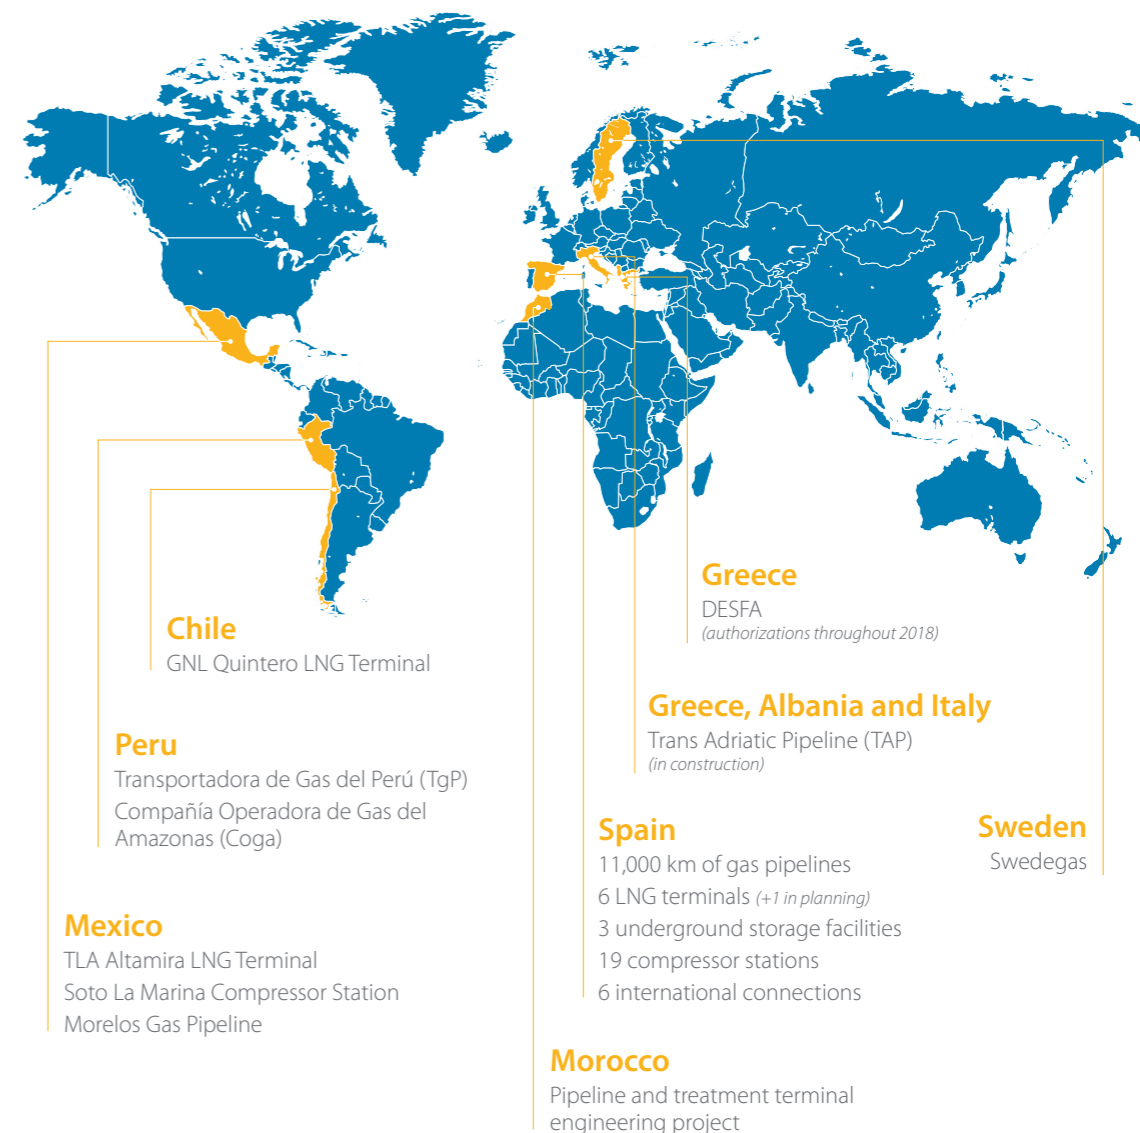 Greece
DESFA
(authorizations throughout 2018)
Chile
GNL Quintero LNG Terminal
Greece, Albania and Italy
Trans Adriatic Pipeline (TAP)
(in construction)
Peru
Transportadora de Gas del Perú (TgP)
Compañía Operadora de Gas del
Amazonas (Coga)
Spain
11,000 km of gas pipelines
6 LNG terminals (+1 in planning)
3 underground storage facilities
19 compressor stations
6 international connections
Sweden
Swedegas
Mexico
TLA Altamira LNG Terminal
Soto La Marina Compressor Station
Morelos Gas Pipeline
Morocco
Pipeline and treatment terminal
engineering project